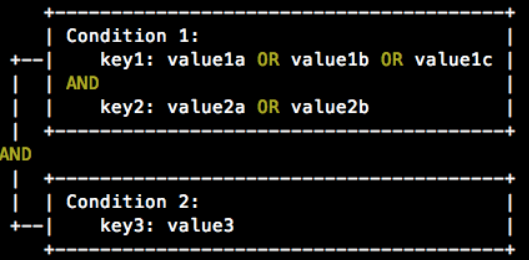 Condition 1:
key1: value1a OR value1b OR value1c
AND
key2: value2a OR value2b
AND
Condition 2:
key3: value3